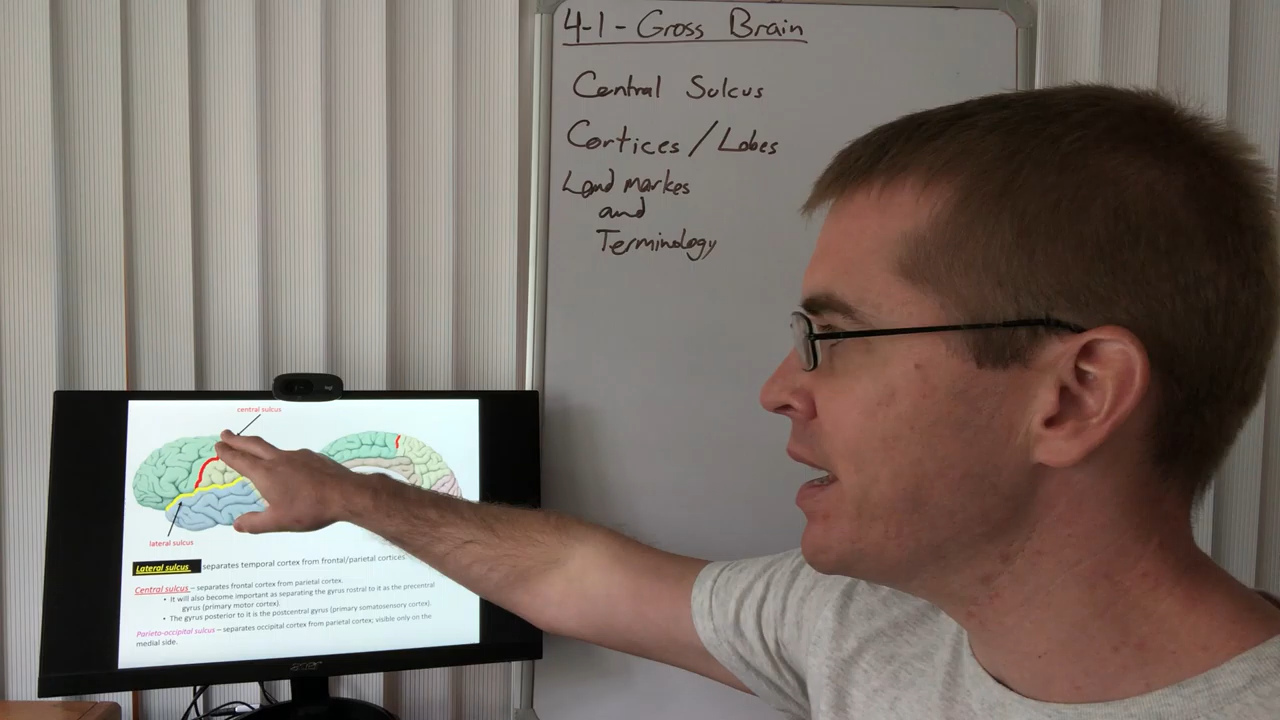 4-1 - Gross Brain
Central Sulcus
Cortices / Lobes
Land markes
and
Terminology
central sulcus
lateral sulcus
Lateral sulcus separates temporal cortex from frontal/parietal cortices
Central sulcus – separates frontal cortex from parietal cortex.
• It will also become important as separating the gyrus rostral to it as the precentral
gyrus (primary motor cortex).
• The gyrus posterior to it is the postcentral gyrus (primary somatosensory cortex).
Parieto-occipital sulcus – separates occipital cortex from parietal cortex; visible only on the
medial side.
acer
logi